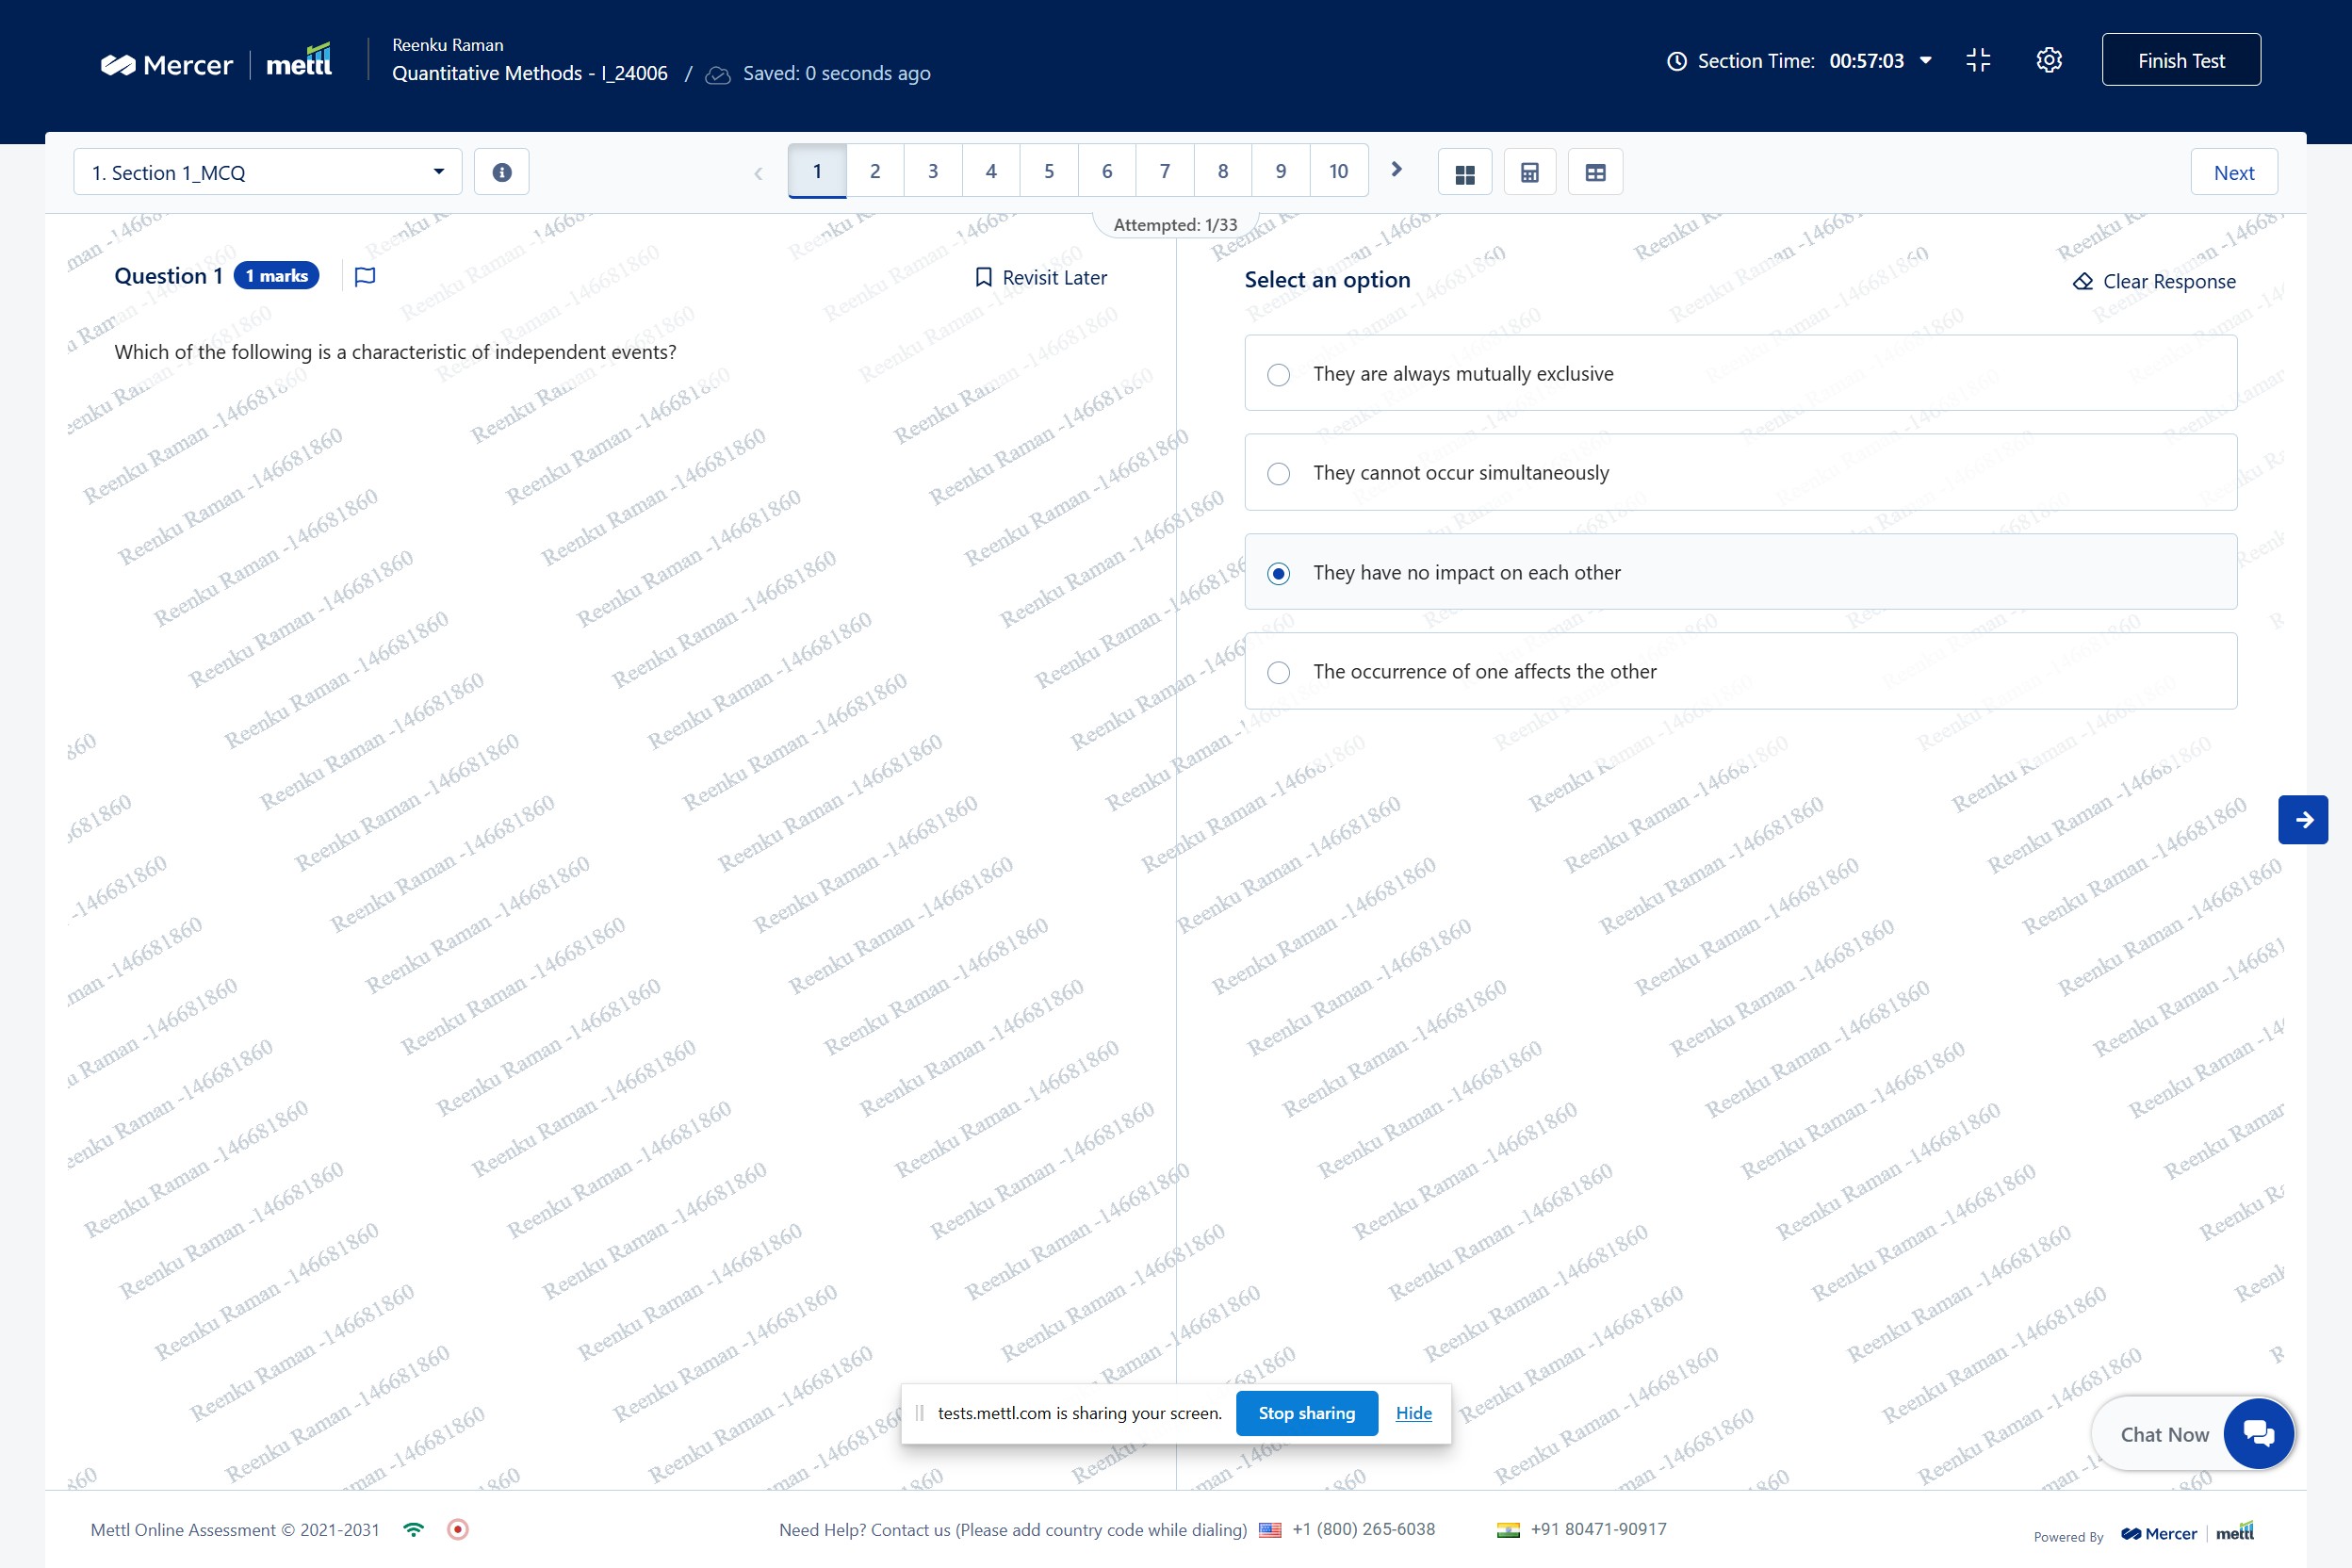 Mercer | mettl
Reenku Raman
Quantitative Methods - I_24006 / Saved: 0 seconds ago
Section Time: 00:57:03
Finish Test
1. Section 1_MCQ
1 2 3 4 5 6 7 8 9 10
Next
Attempted: 1/33
Question 1 1 marks
Revisit Later
Which of the following is a characteristic of independent events?
Select an option
Clear Response
They are always mutually exclusive
They cannot occur simultaneously
They have no impact on each other
The occurrence of one affects the other
Reenku Raman -146681860
tests.mettl.com is sharing your screen. Stop sharing Hide
Chat Now
Mettl Online Assessment © 2021-2031
Need Help? Contact us (Please add country code while dialing) +1 (800) 265-6038 +91 80471-90917
Powered By Mercer | mettl